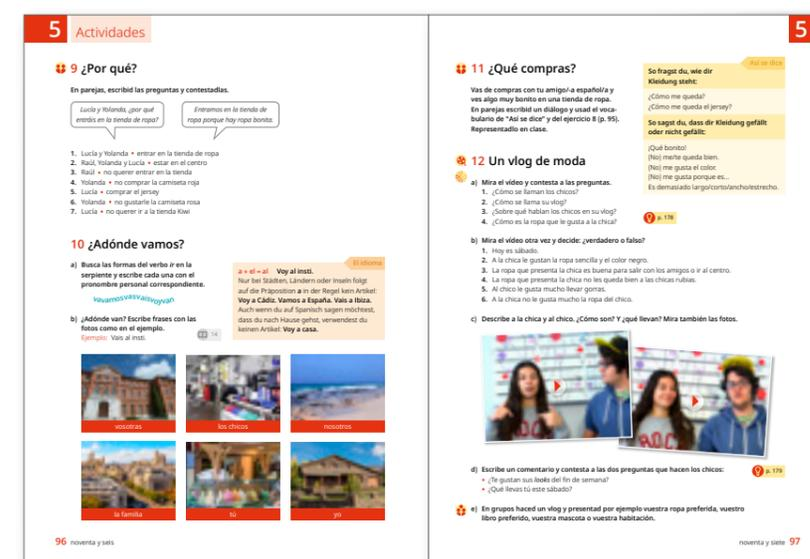 5
Actividades
9 ¿Por qué?
En parejas, escribid las preguntas y contestadlas.
Lucía y Yolanda, ¿por qué
entráis en la tienda de ropa?
Entramos en la tienda de
ropa porque hay ropa bonita.
1. Lucía y Yolanda • entrar en la tienda de ropa
2. Raúl, Yolanda y Lucía • estar en el centro
3. Raúl • no querer entrar en la tienda
4. Yolanda • no comprar la camiseta roja
5. Lucía • comprar el jersey
6. Yolanda • no gustarle la camiseta rosa
7. Lucía • no querer ir a la tienda Kiwi
10 ¿Adónde vamos?
a) Busca las formas del verbo ir en la
serpiente y escribe cada una con el
pronombre personal correspondiente.
vavamosvasvaisvoyvan
b) ¿Adónde van? Escribe frases con las
fotos como en el ejemplo.
Ejemplo: Vais al insti.
14
El idioma
a + el = al Voy al insti.
Nur bei Städten, Ländern oder Inseln folgt
auf die Präposition a in der Regel kein Artikel:
Voy a Cádiz. Vamos a España. Vais a Ibiza.
Auch wenn du auf Spanisch sagen möchtest,
dass du nach Hause gehst, verwendest du
keinen Artikel: Voy a casa.
vosotras
los chicos
nosotros
la familia
tú
yo
96 noventa y seis
5
11 ¿Qué compras?
Vas de compras con tu amigo/-a español/a y
ves algo muy bonito en una tienda de ropa.
En parejas escribid un diálogo y usad el voca-
bulario de "Así se dice" y del ejercicio 8 (p. 95).
Representadlo en clase.
Así se dice
So fragst du, wie dir
Kleidung steht:
¿Cómo me queda?
¿Cómo me queda el jersey?
So sagst du, dass dir Kleidung gefällt
oder nicht gefällt:
¡Qué bonito!
(No) me/te queda bien.
(No) me gusta el color.
(No) me gusta porque es...
Es demasiado largo/corto/ancho/estrecho.
p. 178
12 Un vlog de moda
a) Mira el vídeo y contesta a las preguntas.
1. ¿Cómo se llaman los chicos?
2. ¿Cómo se llama su vlog?
3. ¿Sobre qué hablan los chicos en su vlog?
4. ¿Cómo es la ropa que le gusta a la chica?
b) Mira el vídeo otra vez y decide: ¿verdadero o falso?
1. Hoy es sábado.
2. A la chica le gustan la ropa sencilla y el color negro.
3. La ropa que presenta la chica es buena para salir con los amigos o ir al centro.
4. La ropa que presenta la chica no les queda bien a las chicas rubias.
5. Al chico le gusta mucho llevar gorras.
6. A la chica no le gusta mucho la ropa del chico.
c) Describe a la chica y al chico. ¿Cómo son? Y ¿qué llevan? Mira también las fotos.
d) Escribe un comentario y contesta a las dos preguntas que hacen los chicos:
• ¿Te gustan sus looks del fin de semana?
• ¿Qué llevas tú este sábado?
p. 179
e) En grupos haced un vlog y presentad por ejemplo vuestra ropa preferida, vuestro
libro preferido, vuestra mascota o vuestra habitación.
noventa y siete 97